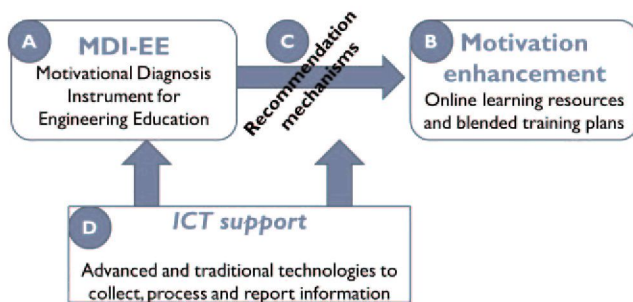 A
MDI-EE
Motivational Diagnosis
Instrument for
Engineering Education
C
Recommendation
mechanisms
B
Motivation
enhancement
Online learning resources
and blended training plans
D
ICT support
Advanced and traditional technologies to
collect, process and report information